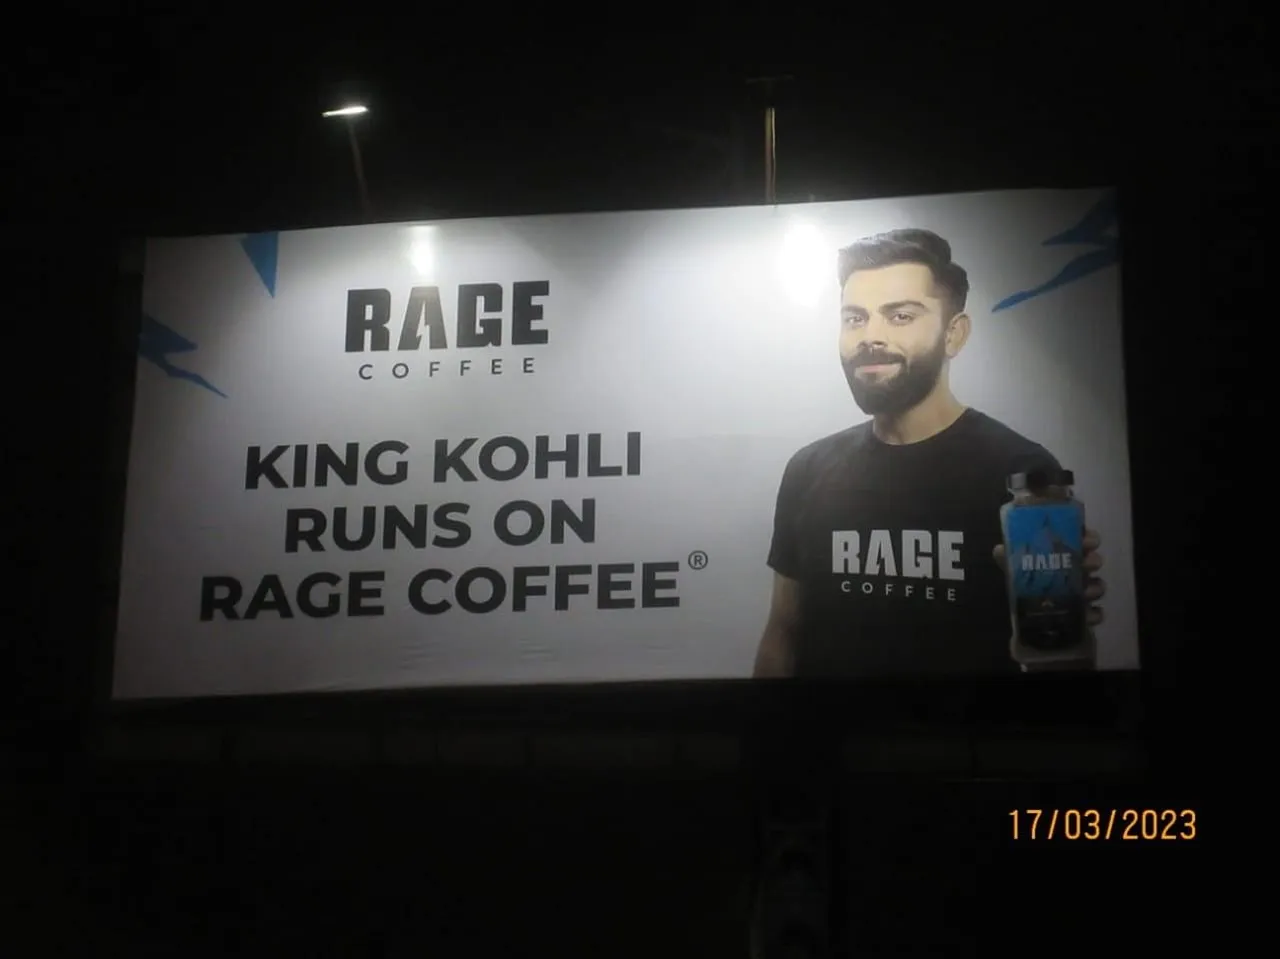 RAGE
COFFEE
KING KOHLI
RUNS ON
RAGE COFFEE®
RAGE
COFFEE
RAGE
17/03/2023